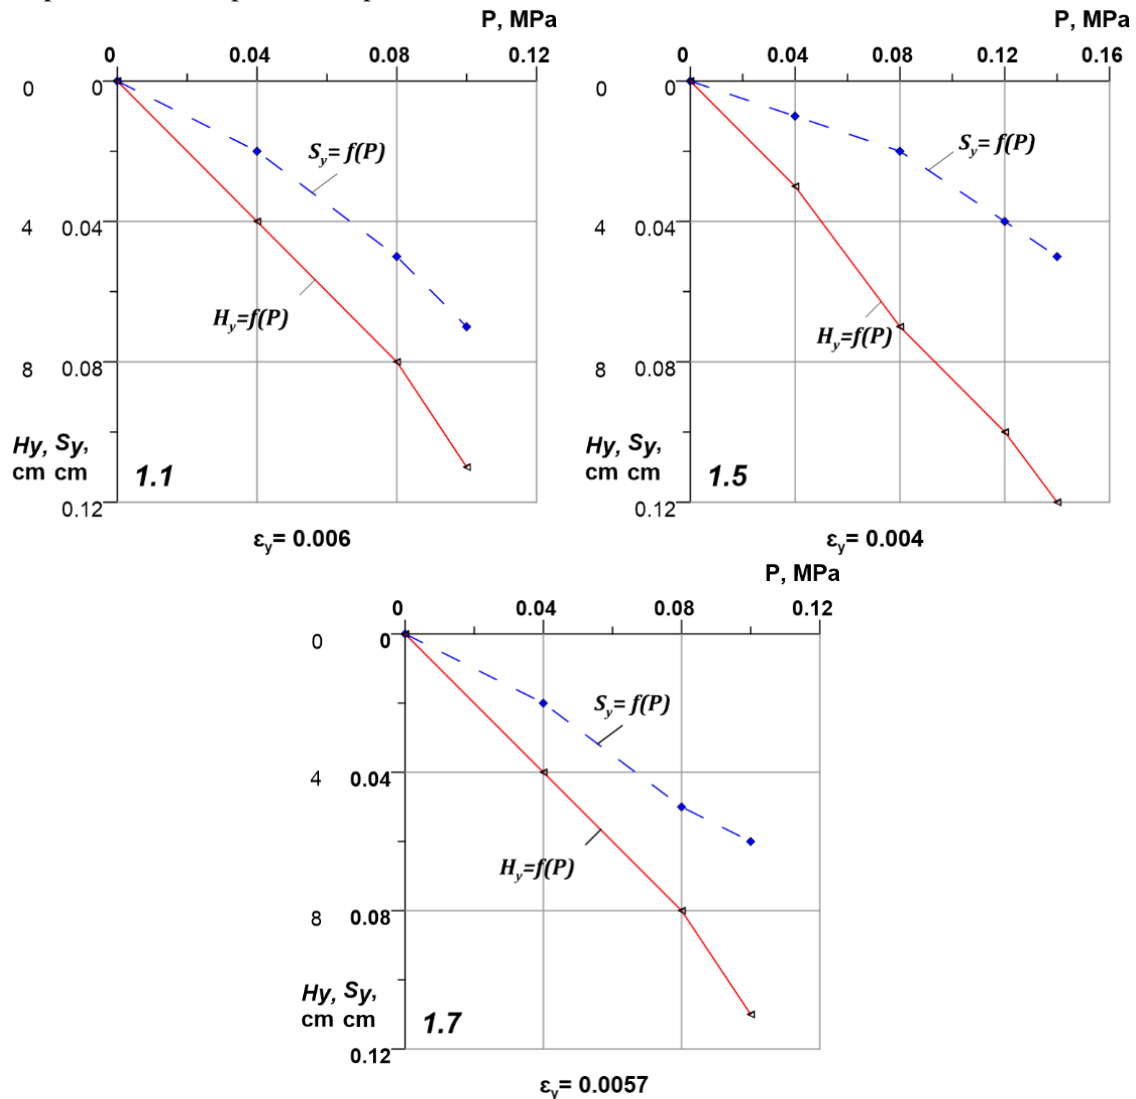 P, MPa
0 0.04 0.08 0.12
0 0
S_y= f(P)
4 0.04
H_y=f(P)
8 0.08
Hy, Sy,
cm cm
1.1
0.12
ε_y= 0.006
P, MPa
0 0.04 0.08 0.12 0.16
0 0
S_y= f(P)
4 0.04
H_y=f(P)
8 0.08
Hy, Sy,
cm cm
1.5
0.12
ε_y= 0.004
P, MPa
0 0.04 0.08 0.12
0 0
S_y= f(P)
4 0.04
H_y=f(P)
8 0.08
Hy, Sy,
cm cm
1.7
0.12
ε_y= 0.0057